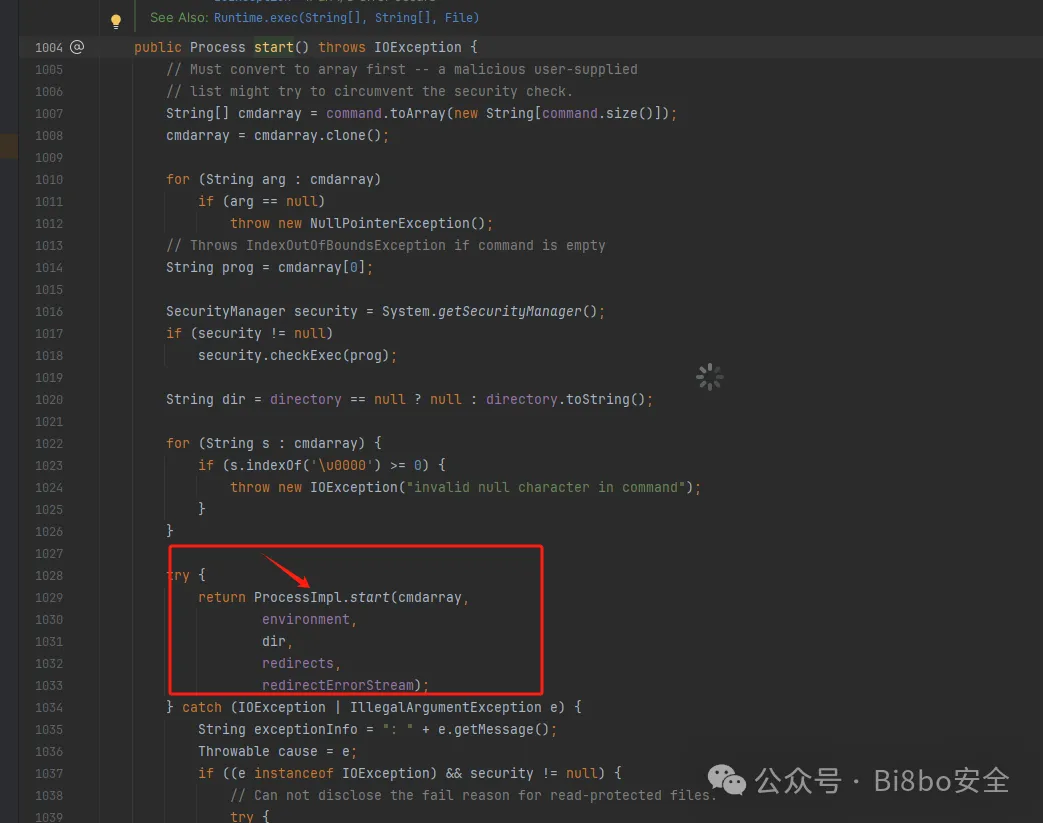 See Also: Runtime.exec(String[], String[], File)
1004 @ public Process start() throws IOException {
1005 // Must convert to array first -- a malicious user-supplied
1006 // list might try to circumvent the security check.
1007 String[] cmdarray = command.toArray(new String[command.size()]);
1008 cmdarray = cmdarray.clone();
1009
1010 for (String arg : cmdarray)
1011 if (arg == null)
1012 throw new NullPointerException();
1013 // Throws IndexOutOfBoundsException if command is empty
1014 String prog = cmdarray[0];
1015
1016 SecurityManager security = System.getSecurityManager();
1017 if (security != null)
1018 security.checkExec(prog);
1019
1020 String dir = directory == null ? null : directory.toString();
1021
1022 for (String s : cmdarray) {
1023 if (s.indexOf('\u0000') >= 0) {
1024 throw new IOException("invalid null character in command");
1025 }
1026 }
1027
1028 try {
1029 return ProcessImpl.start(cmdarray,
1030 environment,
1031 dir,
1032 redirects,
1033 redirectErrorStream);
1034 } catch (IOException | IllegalArgumentException e) {
1035 String exceptionInfo = ": " + e.getMessage();
1036 Throwable cause = e;
1037 if ((e instanceof IOException) && security != null) {
1038 // Can not disclose the fail reason for read-protected files.
1039 try {
公众号 · Bi8bo安全